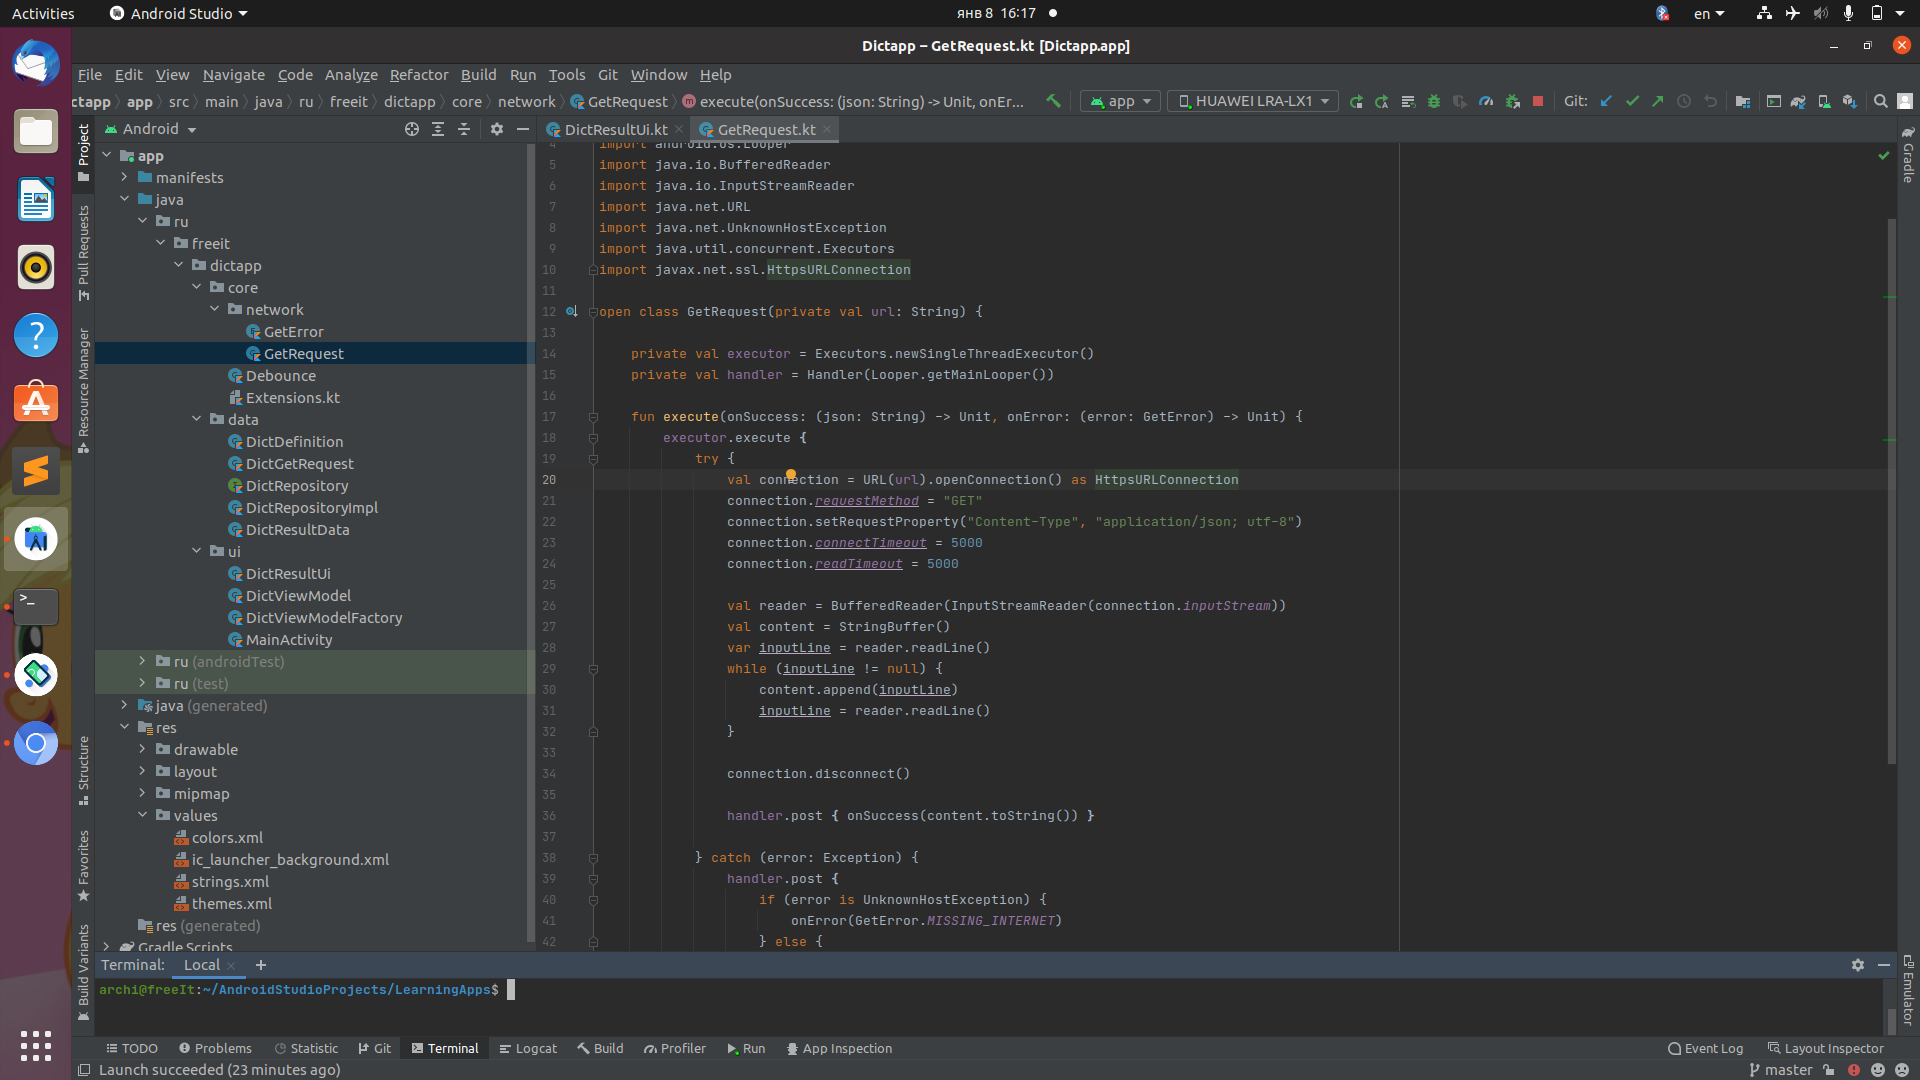 Activities
Android Studio
янв 8 16:17
en
Dictapp – GetRequest.kt [Dictapp.app]
File Edit View Navigate Code Analyze Refactor Build Run Tools Git Window Help
ctapp app src main java ru freeit dictapp core network GetRequest execute(onSuccess: (json: String) -> Unit, onEr...
app
HUAWEI LRA-LX1
Git:
Project
Pull Requests
Resource Manager
Structure
Favorites
Build Variants
Android
app
manifests
java
ru
freeit
dictapp
core
network
GetError
GetRequest
Debounce
Extensions.kt
data
DictDefinition
DictGetRequest
DictRepository
DictRepositoryImpl
DictResultData
ui
DictResultUi
DictViewModel
DictViewModelFactory
MainActivity
ru (androidTest)
ru (test)
java (generated)
res
drawable
layout
mipmap
values
colors.xml
ic_launcher_background.xml
strings.xml
themes.xml
res (generated)
Gradle Scripts
DictResultUi.kt
GetRequest.kt
4 import android.os.Looper
5 import java.io.BufferedReader
6 import java.io.InputStreamReader
7 import java.net.URL
8 import java.net.UnknownHostException
9 import java.util.concurrent.Executors
10 import javax.net.ssl.HttpsURLConnection
11
12 open class GetRequest(private val url: String) {
13
14 private val executor = Executors.newSingleThreadExecutor()
15 private val handler = Handler(Looper.getMainLooper())
16
17 fun execute(onSuccess: (json: String) -> Unit, onError: (error: GetError) -> Unit) {
18 executor.execute {
19 try {
20 val connection = URL(url).openConnection() as HttpsURLConnection
21 connection.requestMethod = "GET"
22 connection.setRequestProperty("Content-Type", "application/json; utf-8")
23 connection.connectTimeout = 5000
24 connection.readTimeout = 5000
25
26 val reader = BufferedReader(InputStreamReader(connection.inputStream))
27 val content = StringBuffer()
28 var inputLine = reader.readLine()
29 while (inputLine != null) {
30 content.append(inputLine)
31 inputLine = reader.readLine()
32 }
33
34 connection.disconnect()
35
36 handler.post { onSuccess(content.toString()) }
37
38 } catch (error: Exception) {
39 handler.post {
40 if (error is UnknownHostException) {
41 onError(GetError.MISSING_INTERNET)
42 } else {
Gradle
Emulator
Terminal: Local
archi@freeIt:~/AndroidStudioProjects/LearningApps$
TODO Problems Statistic Git Terminal Logcat Build Profiler Run App Inspection
Event Log Layout Inspector
Launch succeeded (23 minutes ago)
master